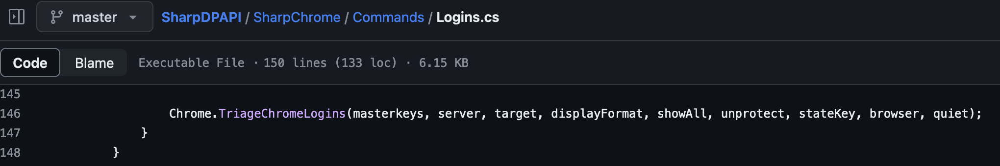 master SharpDPAPI / SharpChrome / Commands / Logins.cs
Code Blame Executable File · 150 lines (133 loc) · 6.15 KB
145
146 Chrome.TriageChromeLogins(masterkeys, server, target, displayFormat, showAll, unprotect, stateKey, browser, quiet);
147 }
148 }